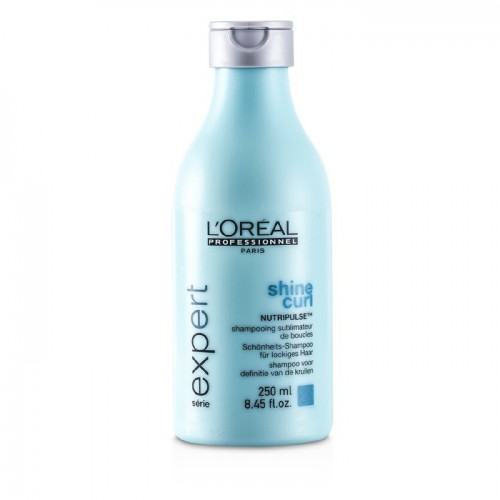 L'ORÉAL
PROFESSIONNEL
PARIS
série expert
shine
curl
NUTRIPULSE™
shampooing sublimateur
de boucles
Schönheits-Shampoo
für lockiges Haar
shampoo voor
definitie van de krullen
250 ml
8.45 fl.oz.